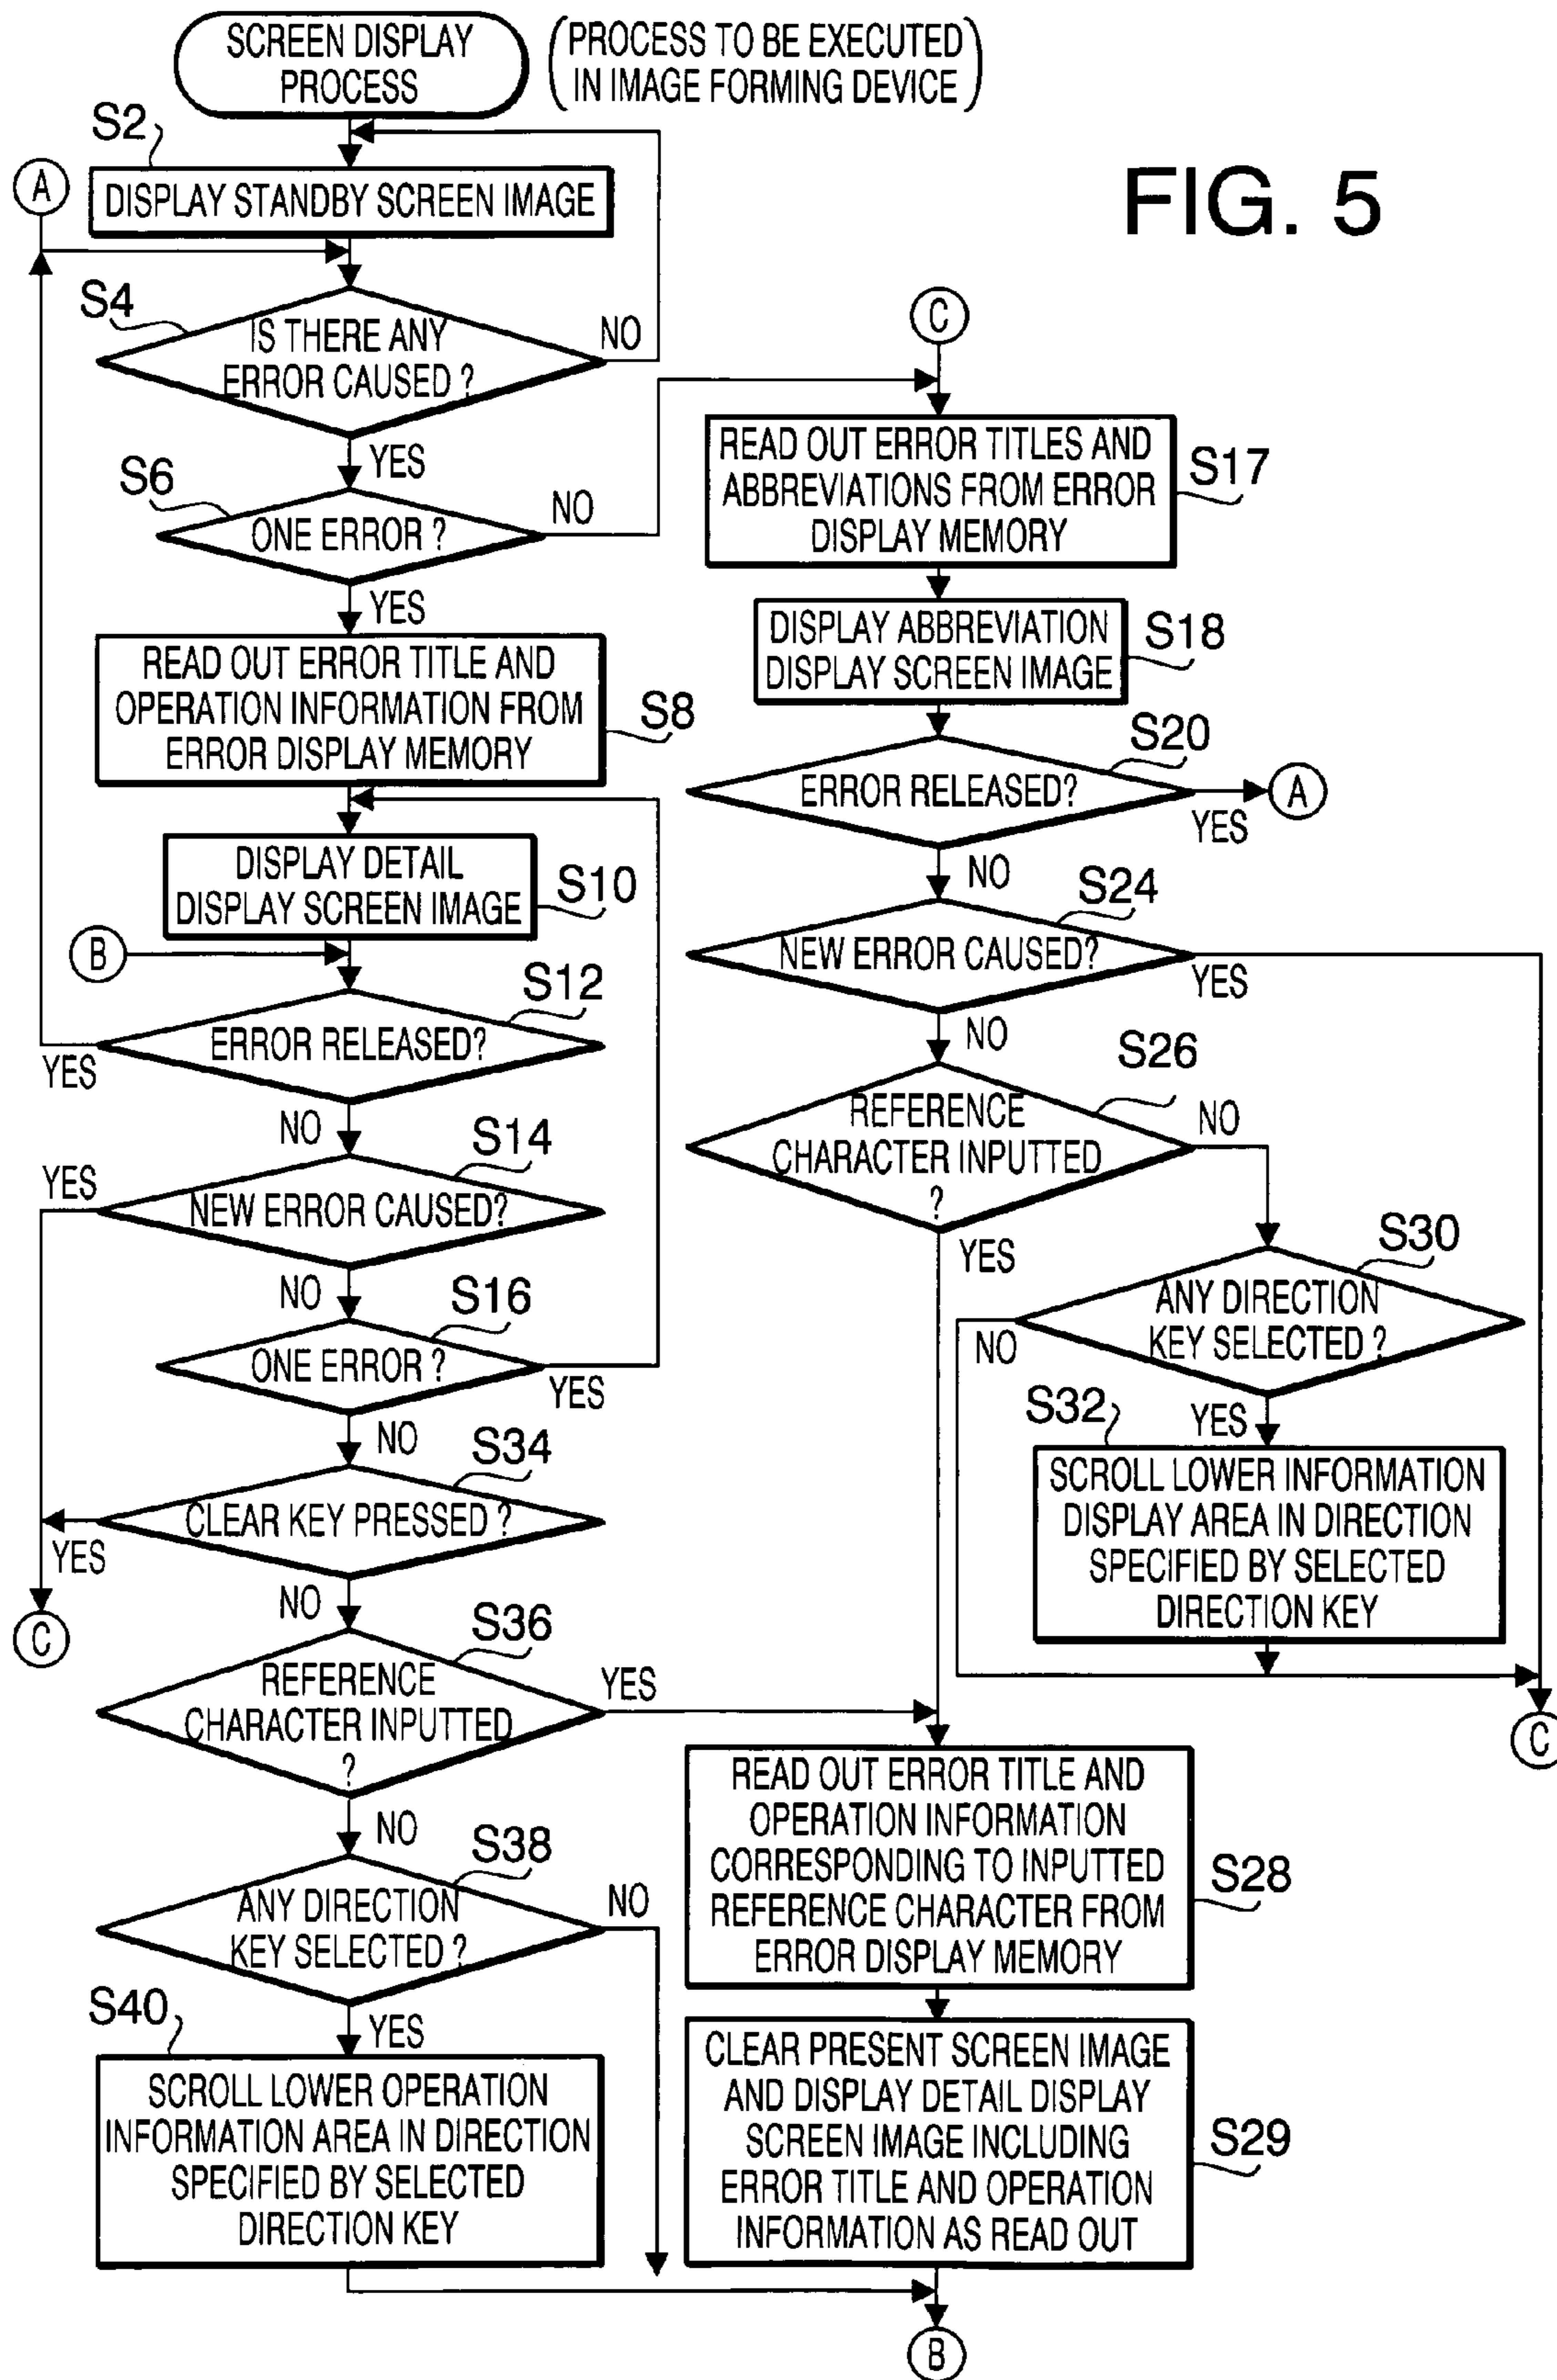 SCREEN DISPLAY
PROCESS
(PROCESS TO BE EXECUTED
IN IMAGE FORMING DEVICE)
FIG. 5
S2
A
DISPLAY STANDBY SCREEN IMAGE
S4
IS THERE ANY
ERROR CAUSED ?
NO
YES
S6
ONE ERROR ?
NO
YES
READ OUT ERROR TITLE AND
OPERATION INFORMATION FROM
ERROR DISPLAY MEMORY
S8
DISPLAY DETAIL
DISPLAY SCREEN IMAGE
S10
B
S12
ERROR RELEASED?
YES
NO
S14
YES
NEW ERROR CAUSED?
NO
S16
ONE ERROR ?
YES
NO
S34
CLEAR KEY PRESSED ?
YES
NO
C
S36
REFERENCE
CHARACTER INPUTTED
?
YES
NO
S38
ANY DIRECTION
KEY SELECTED ?
NO
S40
YES
SCROLL LOWER OPERATION
INFORMATION AREA IN DIRECTION
SPECIFIED BY SELECTED
DIRECTION KEY
C
READ OUT ERROR TITLES AND
ABBREVIATIONS FROM ERROR
DISPLAY MEMORY
S17
DISPLAY ABBREVIATION
DISPLAY SCREEN IMAGE
S18
S20
ERROR RELEASED?
A
YES
NO
S24
NEW ERROR CAUSED?
YES
NO
S26
REFERENCE
CHARACTER INPUTTED
?
NO
YES
S30
ANY DIRECTION
KEY SELECTED ?
NO
S32
YES
SCROLL LOWER INFORMATION
DISPLAY AREA IN DIRECTION
SPECIFIED BY SELECTED
DIRECTION KEY
C
READ OUT ERROR TITLE AND
OPERATION INFORMATION
CORRESPONDING TO INPUTTED
REFERENCE CHARACTER FROM
ERROR DISPLAY MEMORY
S28
CLEAR PRESENT SCREEN IMAGE
AND DISPLAY DETAIL DISPLAY
SCREEN IMAGE INCLUDING
ERROR TITLE AND OPERATION
INFORMATION AS READ OUT
S29
B